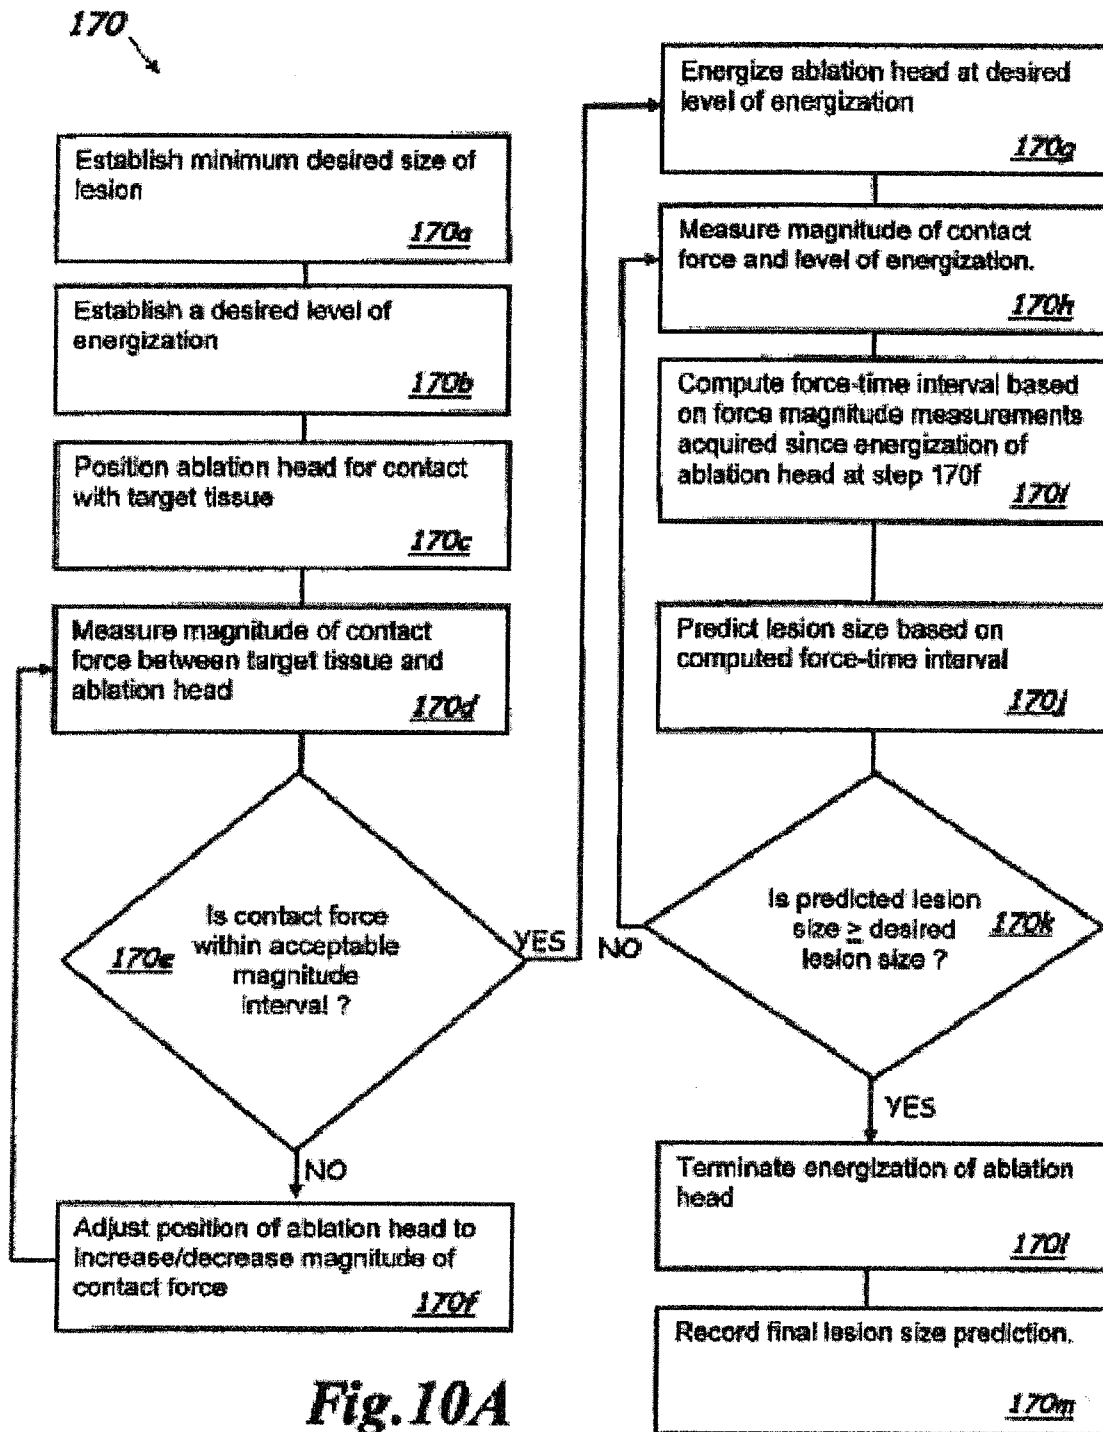 170
Establish minimum desired size of
lesion
170a
Establish a desired level of
energization
170b
Position ablation head for contact
with target tissue
170c
Measure magnitude of contact
force between target tissue and
ablation head
170d
Is contact force
within acceptable
magnitude
interval ?
170e
YES
NO
Adjust position of ablation head to
increase/decrease magnitude of
contact force
170f
Energize ablation head at desired
level of energization
170g
Measure magnitude of contact
force and level of energization.
170h
Compute force-time interval based
on force magnitude measurements
acquired since energization of
ablation head at step 170f
170i
Predict lesion size based on
computed force-time interval
170j
Is predicted lesion
size ≥ desired
lesion size ?
170k
NO
YES
Terminate energization of ablation
head
170l
Record final lesion size prediction.
170m
Fig.10A